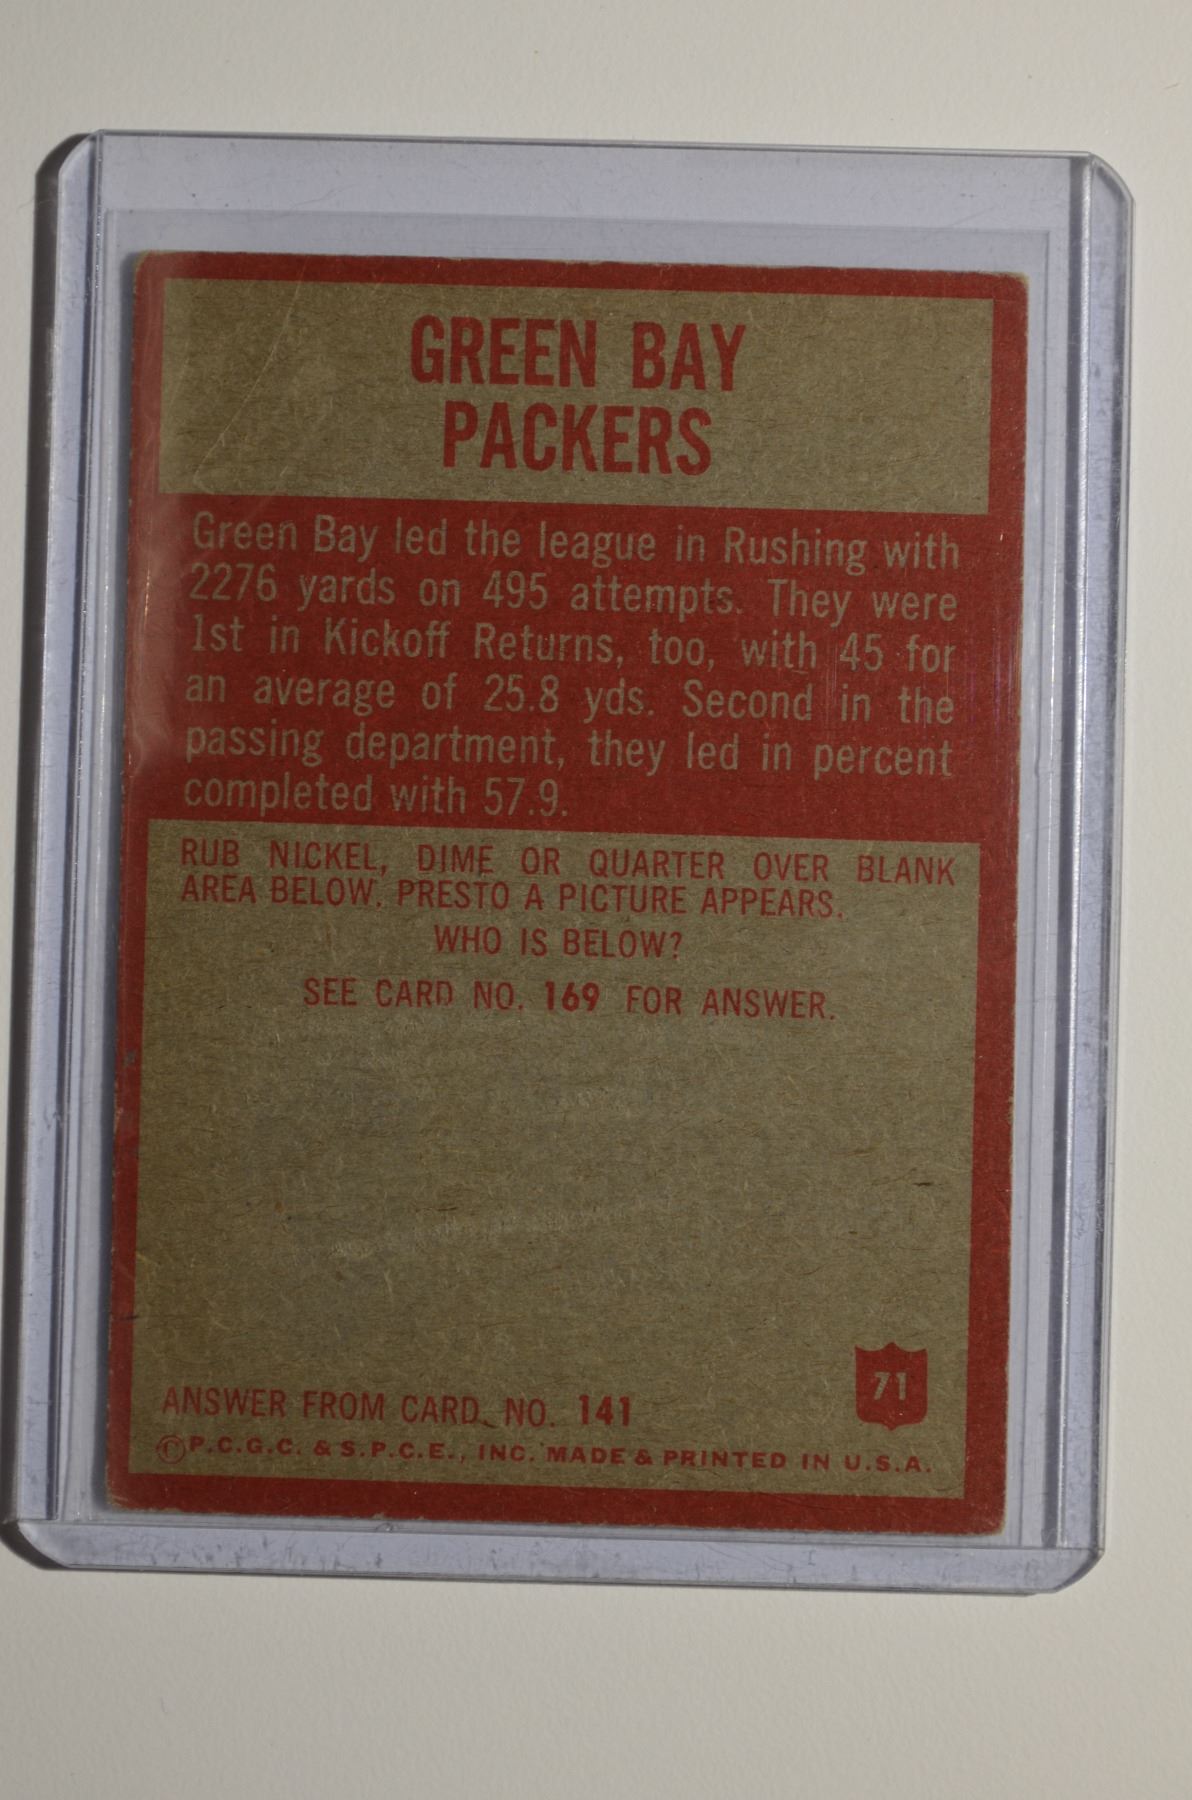 GREEN BAY
PACKERS
Green Bay led the league in Rushing with
2276 yards on 495 attempts. They were
1st in Kickoff Returns, too, with 45 for
an average of 25.8 yds. Second in the
passing department, they led in percent
completed with 57.9.
RUB NICKEL, DIME OR QUARTER OVER BLANK
AREA BELOW. PRESTO A PICTURE APPEARS.
WHO IS BELOW?
SEE CARD NO. 169 FOR ANSWER.
71
ANSWER FROM CARD NO. 141
© P.C.G.C. & S.P.C.E., INC. MADE & PRINTED IN U.S.A.